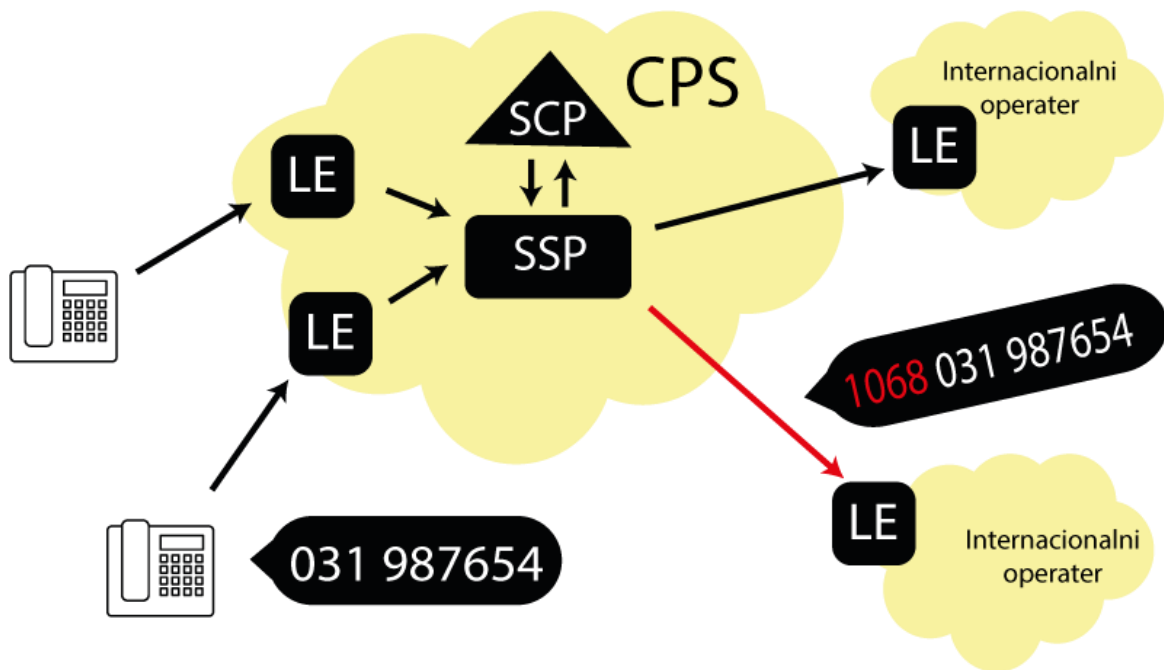 CPS
SCP
Internacionalni
operater
LE
LE
SSP
LE
1068 031 987654
LE
Internacionalni
operater
031 987654